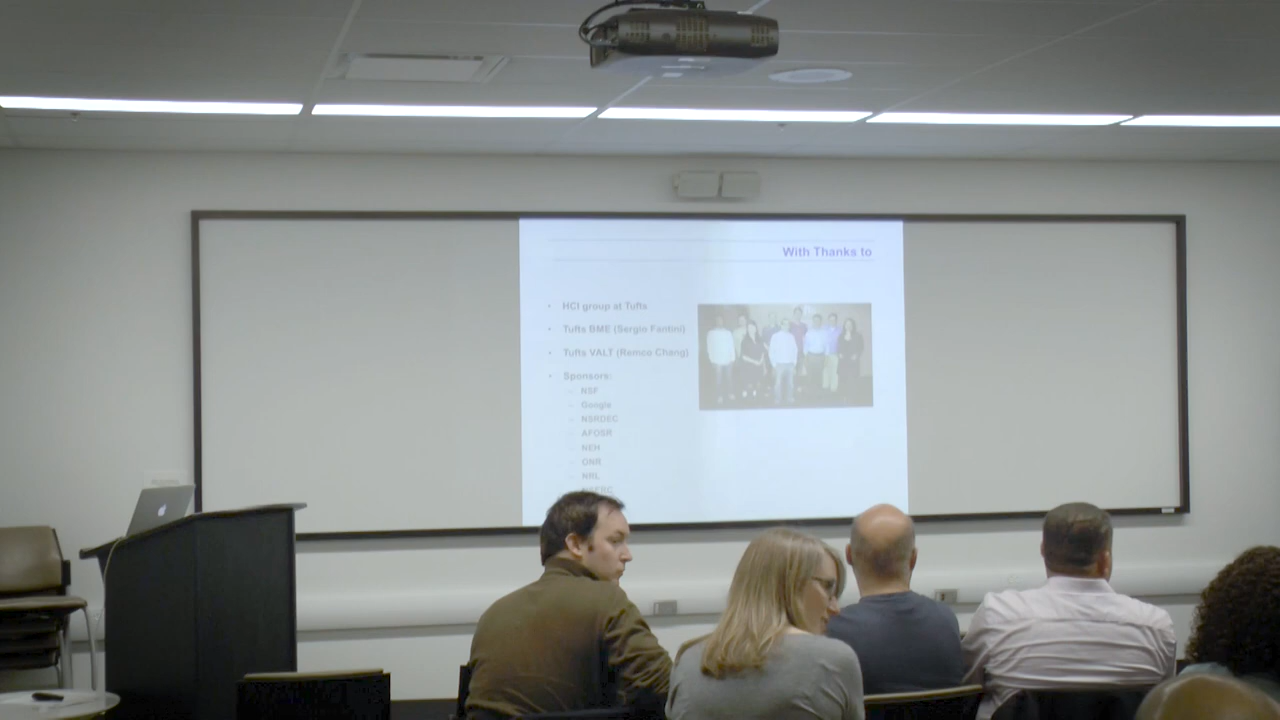 With Thanks to
• HCI group at Tufts
• Tufts BME (Sergio Fantini)
• Tufts VALT (Remco Chang)
• Sponsors:
– NSF
– Google
– NSRDEC
– AFOSR
– NEH
– ONR
– NRL